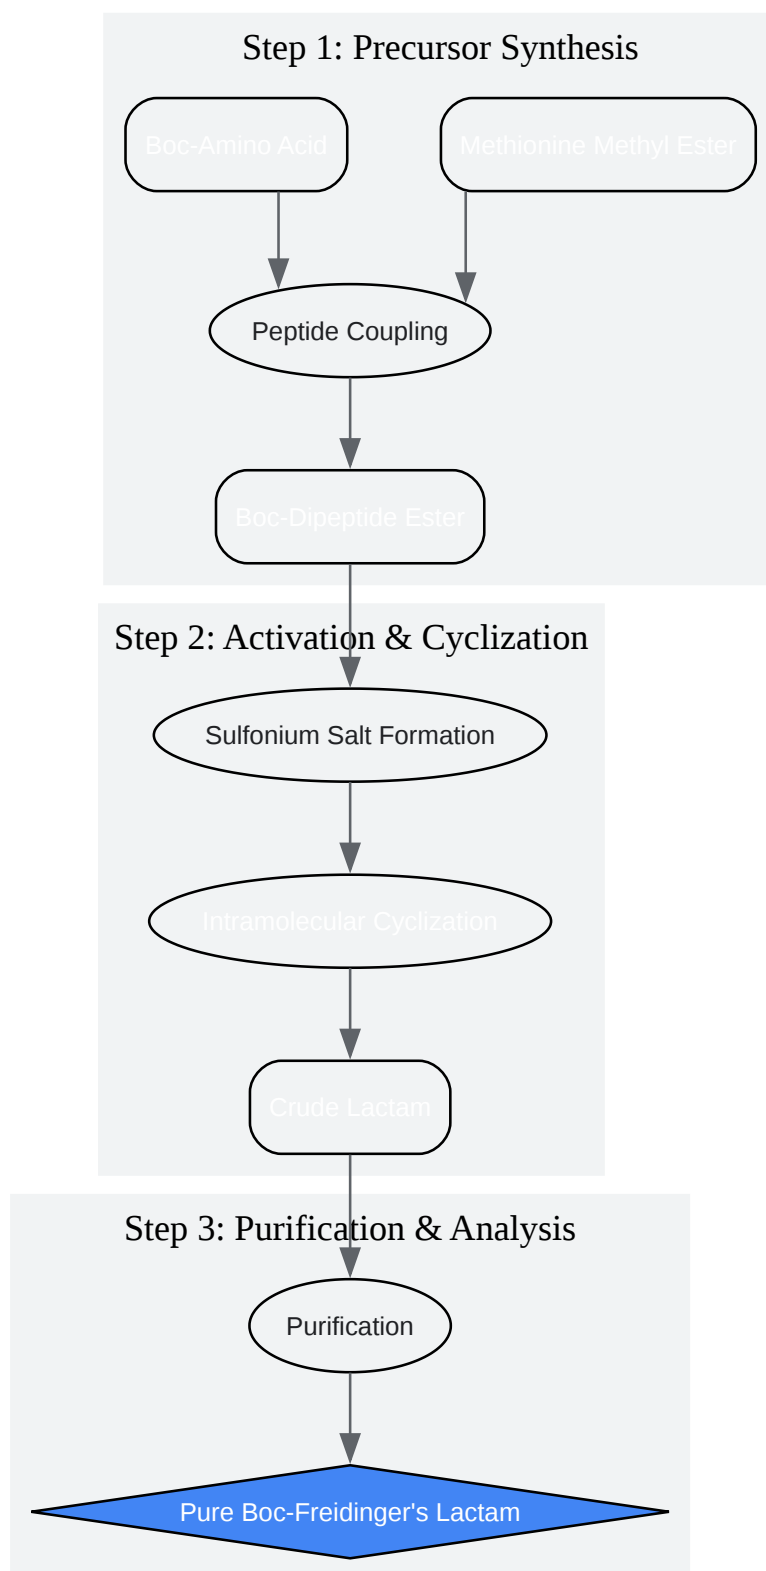 Step 1: Precursor Synthesis
Boc-Amino Acid
Methionine Methyl Ester
Peptide Coupling
Boc-Dipeptide Ester
Step 2: Activation & Cyclization
Sulfonium Salt Formation
Intramolecular Cyclization
Crude Lactam
Step 3: Purification & Analysis
Purification
Pure Boc-Freidinger's Lactam